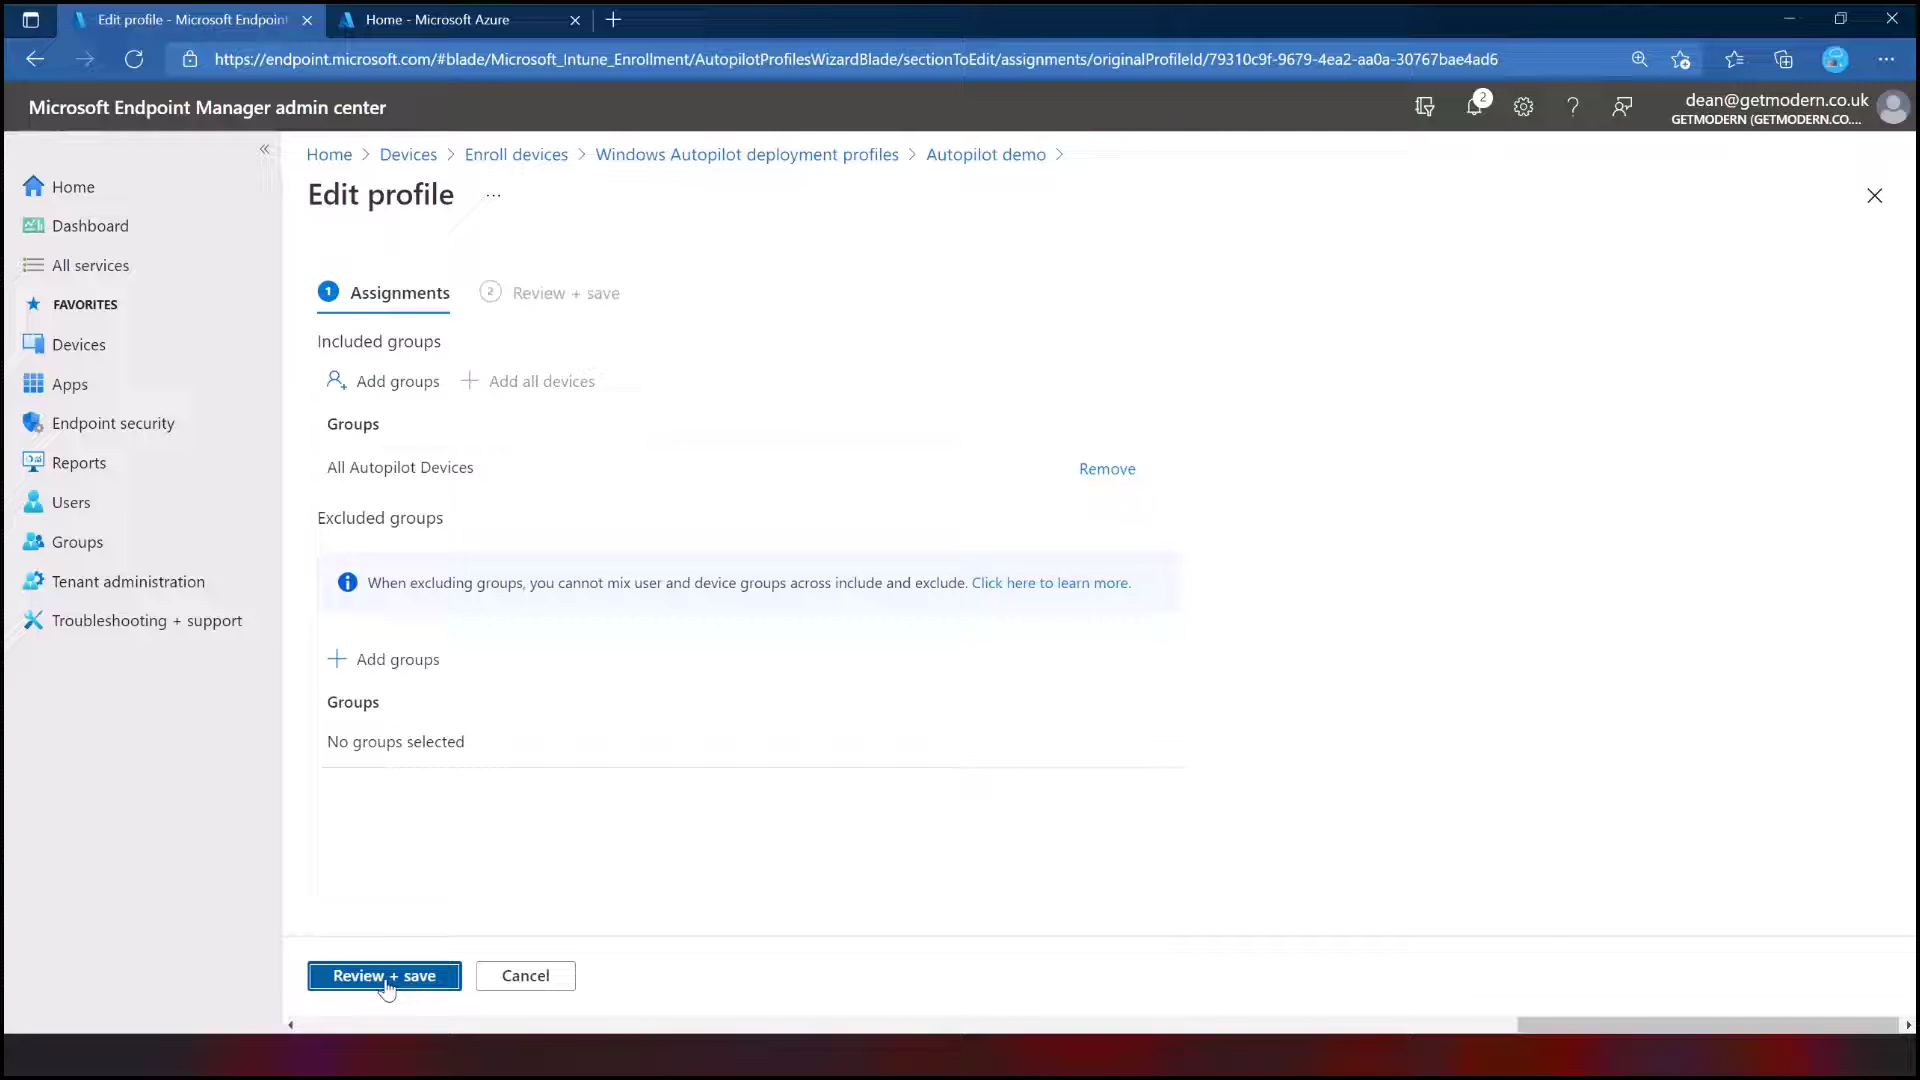 Edit profile - Microsoft Endpoint
Home - Microsoft Azure
https://endpoint.microsoft.com/#blade/Microsoft_Intune_Enrollment/AutopilotProfilesWizardBlade/sectionToEdit/assignments/originalProfileId/79310c9f-9679-4ea2-aa0a-30767bae4ad6
Microsoft Endpoint Manager admin center
2
dean@getmodern.co.uk
GETMODERN (GETMODERN.CO....
Home > Devices > Enroll devices > Windows Autopilot deployment profiles > Autopilot demo >
Edit profile ...
Home
Dashboard
All services
FAVORITES
Devices
Apps
Endpoint security
Reports
Users
Groups
Tenant administration
Troubleshooting + support
1 Assignments 2 Review + save
Included groups
Add groups + Add all devices
Groups
All Autopilot Devices Remove
Excluded groups
When excluding groups, you cannot mix user and device groups across include and exclude. Click here to learn more.
+ Add groups
Groups
No groups selected
Review + save Cancel